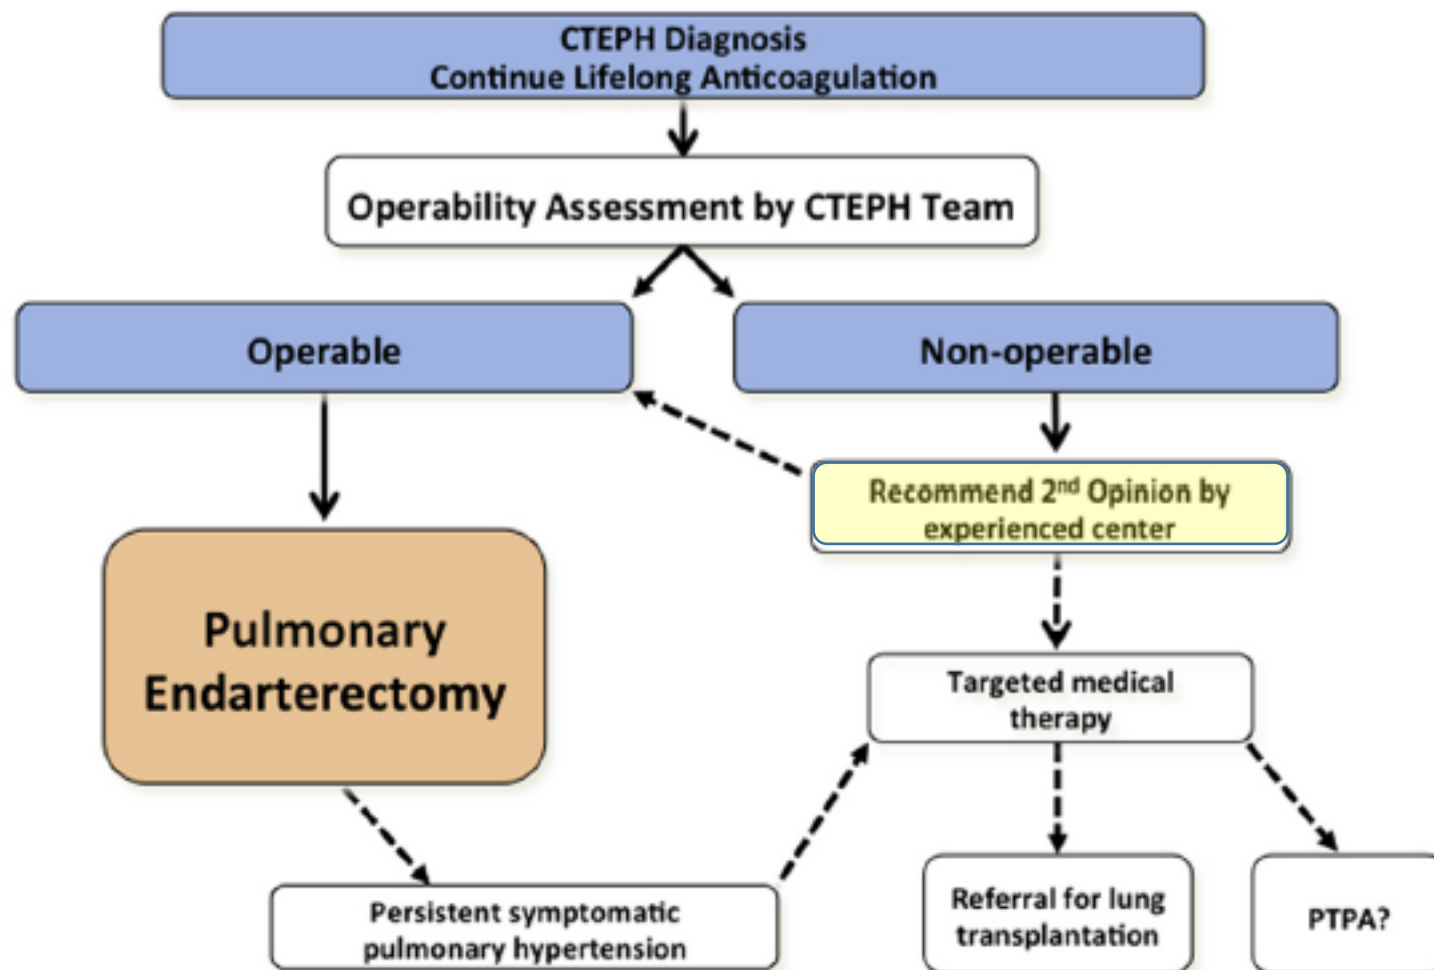 CTEPH Diagnosis
Continue Lifelong Anticoagulation
Operability Assessment by CTEPH Team
Operable
Non-operable
Recommend 2nd Opinion by
experienced center
Pulmonary
Endarterectomy
Targeted medical
therapy
Persistent symptomatic
pulmonary hypertension
Referral for lung
transplantation
PTPA?